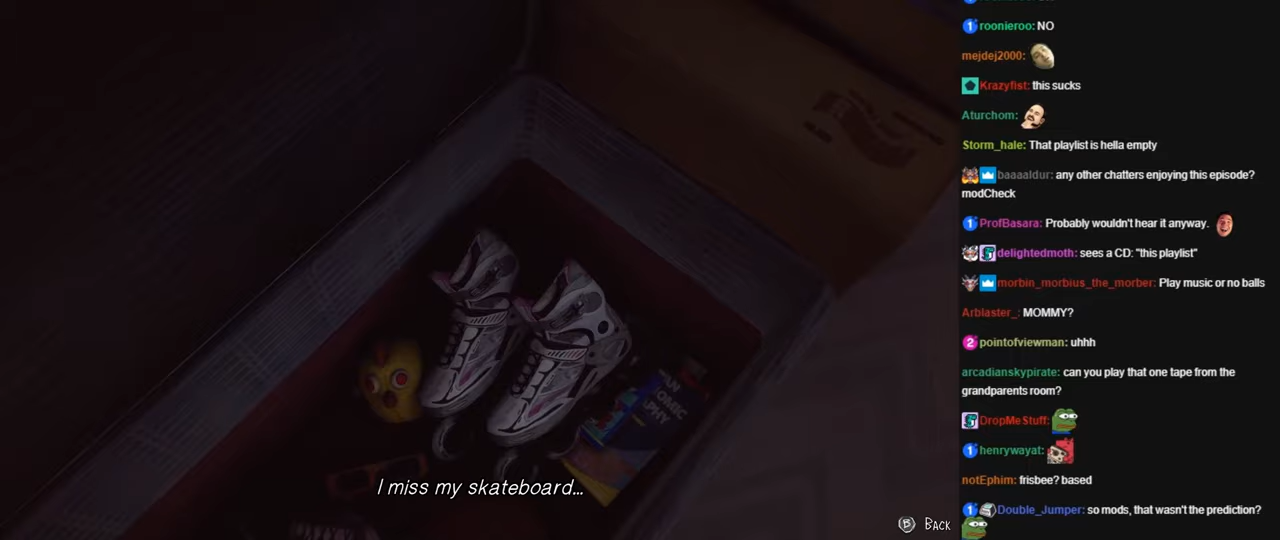 I miss my skateboard...
B BACK
roonieroo: NO
mejdej2000:
Krazyfist: this sucks
Aturchom:
Storm_hale: That playlist is hella empty
baaaaldur: any other chatters enjoying this episode?
modCheck
ProfBasara: Probably wouldn't hear it anyway.
delightedmoth: sees a CD: "this playlist"
morbin_morbius_the_morber: Play music or no balls
Arblaster_: MOMMY?
2 pointofviewman: uhhh
arcadianskypirate: can you play that one tape from the
grandparents room?
DropMeStuff:
henrywayat:
notEphim: frisbee? based
Double_Jumper: so mods, that wasn't the prediction?